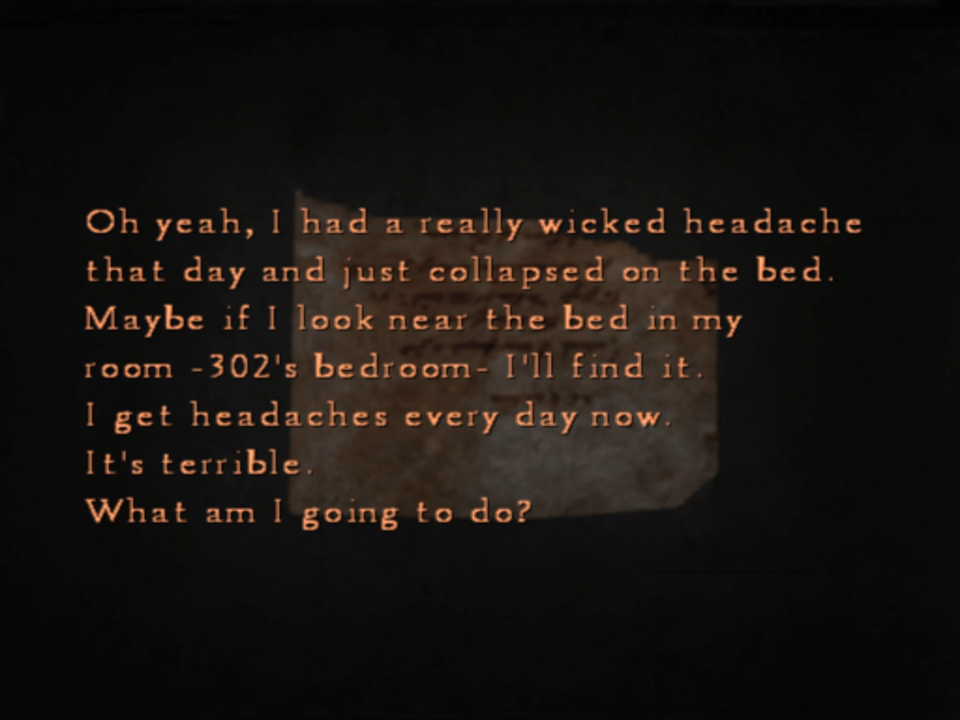 Oh yeah, I had a really wicked headache
that day and just collapsed on the bed.
Maybe if I look near the bed in my
room -302's bedroom- I'll find it.
I get headaches every day now.
It's terrible.
What am I going to do?